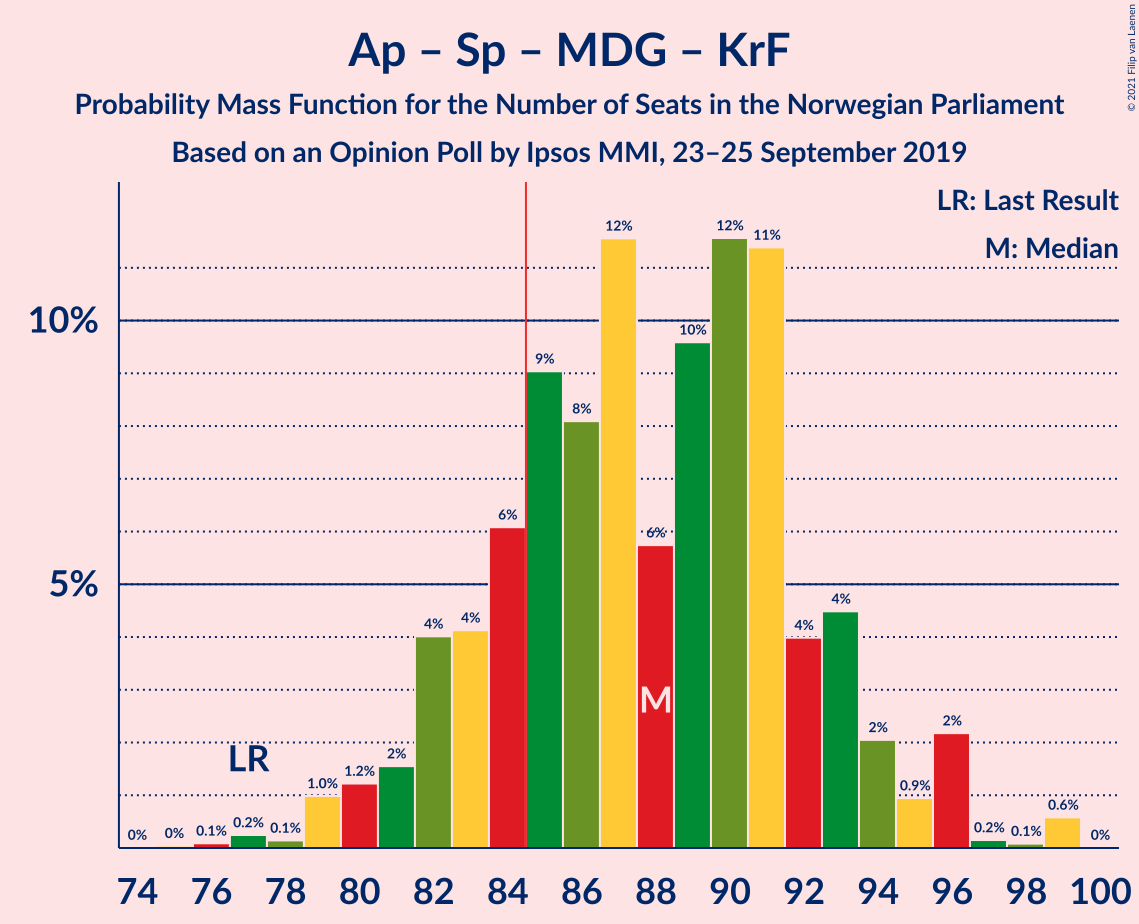 Ap – Sp – MDG – KrF
Probability Mass Function for the Number of Seats in the Norwegian Parliament
Based on an Opinion Poll by Ipsos MMI, 23–25 September 2019
© 2021 Filip van Laenen
LR: Last Result
M: Median
10%
5%
0% 0% 0.1% 0.2% 0.1% 1.0% 1.2% 2% 4% 4% 6% 9% 8% 12% 6% 10% 12% 11% 4% 4% 2% 0.9% 2% 0.2% 0.1% 0.6% 0%
LR
M
74 76 78 80 82 84 86 88 90 92 94 96 98 100